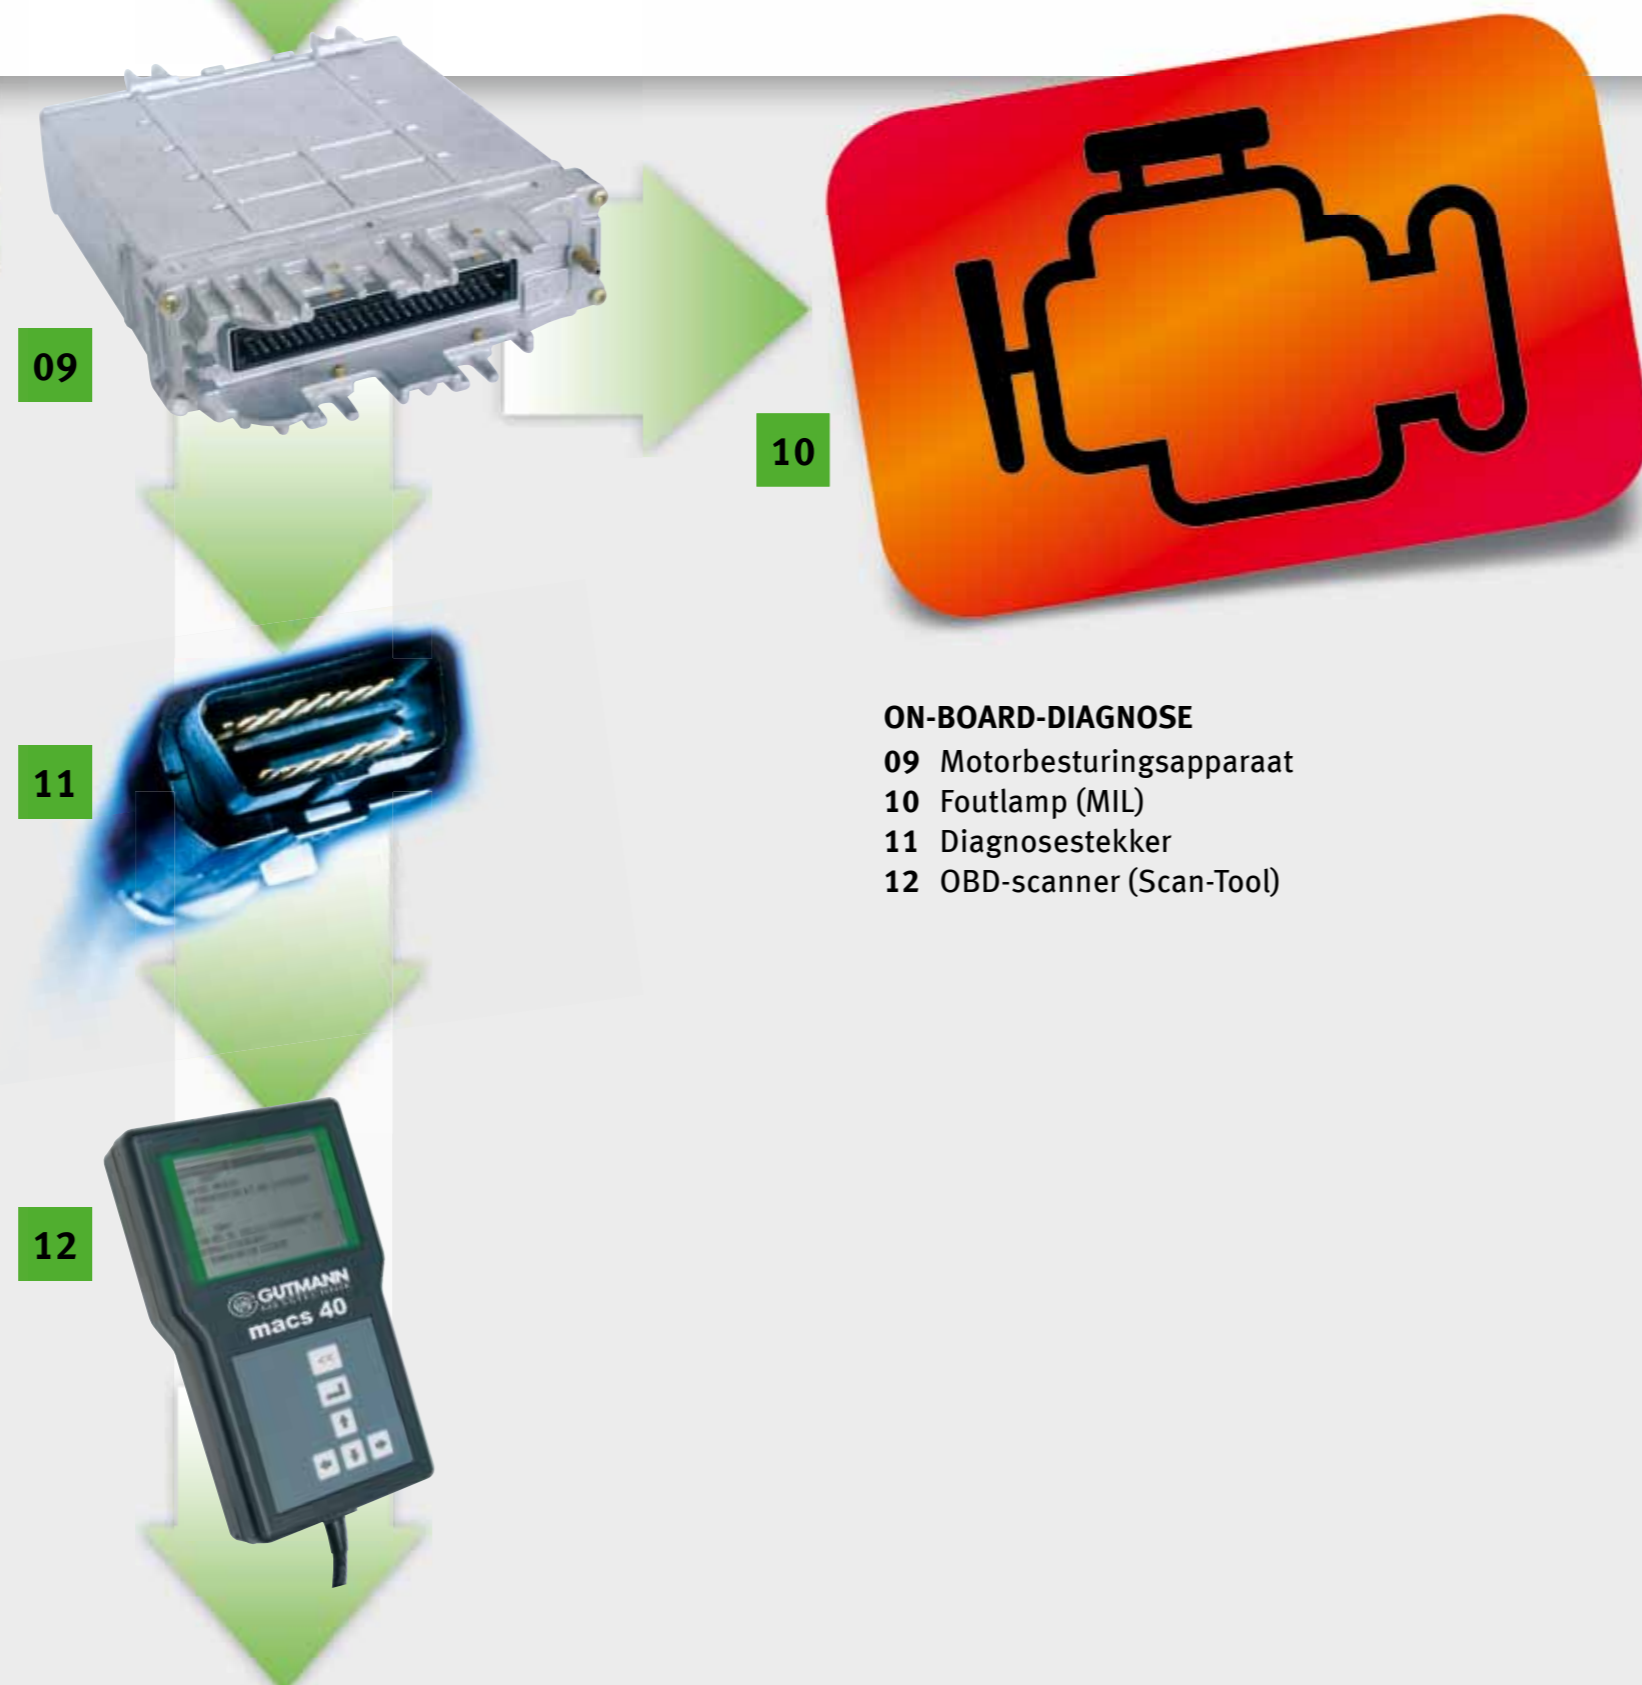 09
10
11
12
ON-BOARD-DIAGNOSE
09 Motorbesturingsapparaat
10 Foutlamp (MIL)
11 Diagnosestekker
12 OBD-scanner (Scan-Tool)
GUTMANN
MESSTECHNIK
macs 40
<<